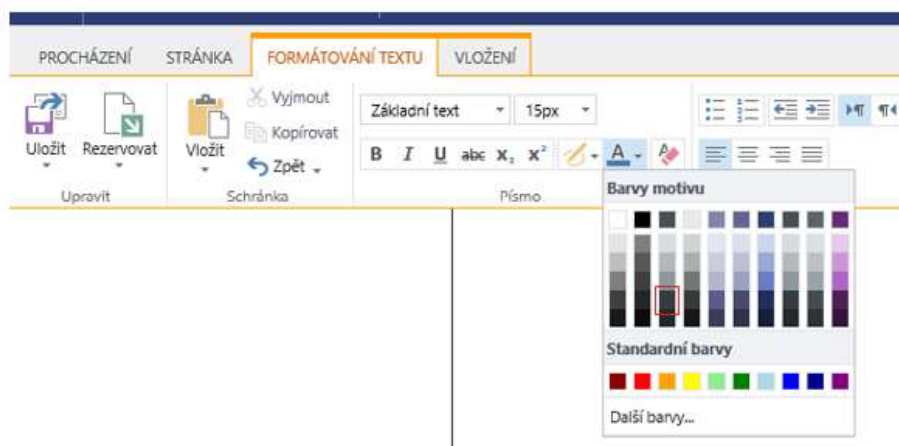 PROCHÁZENÍ STRÁNKA FORMÁTOVÁNÍ TEXTU VLOŽENÍ
Uložit Rezervovat Vložit Vyjmout
Kopírovat
Zpět
Základní text 15px
B I U abc X₂ X² A
Upravit Schránka Písmo
Barvy motivu
Standardní barvy
Další barvy...